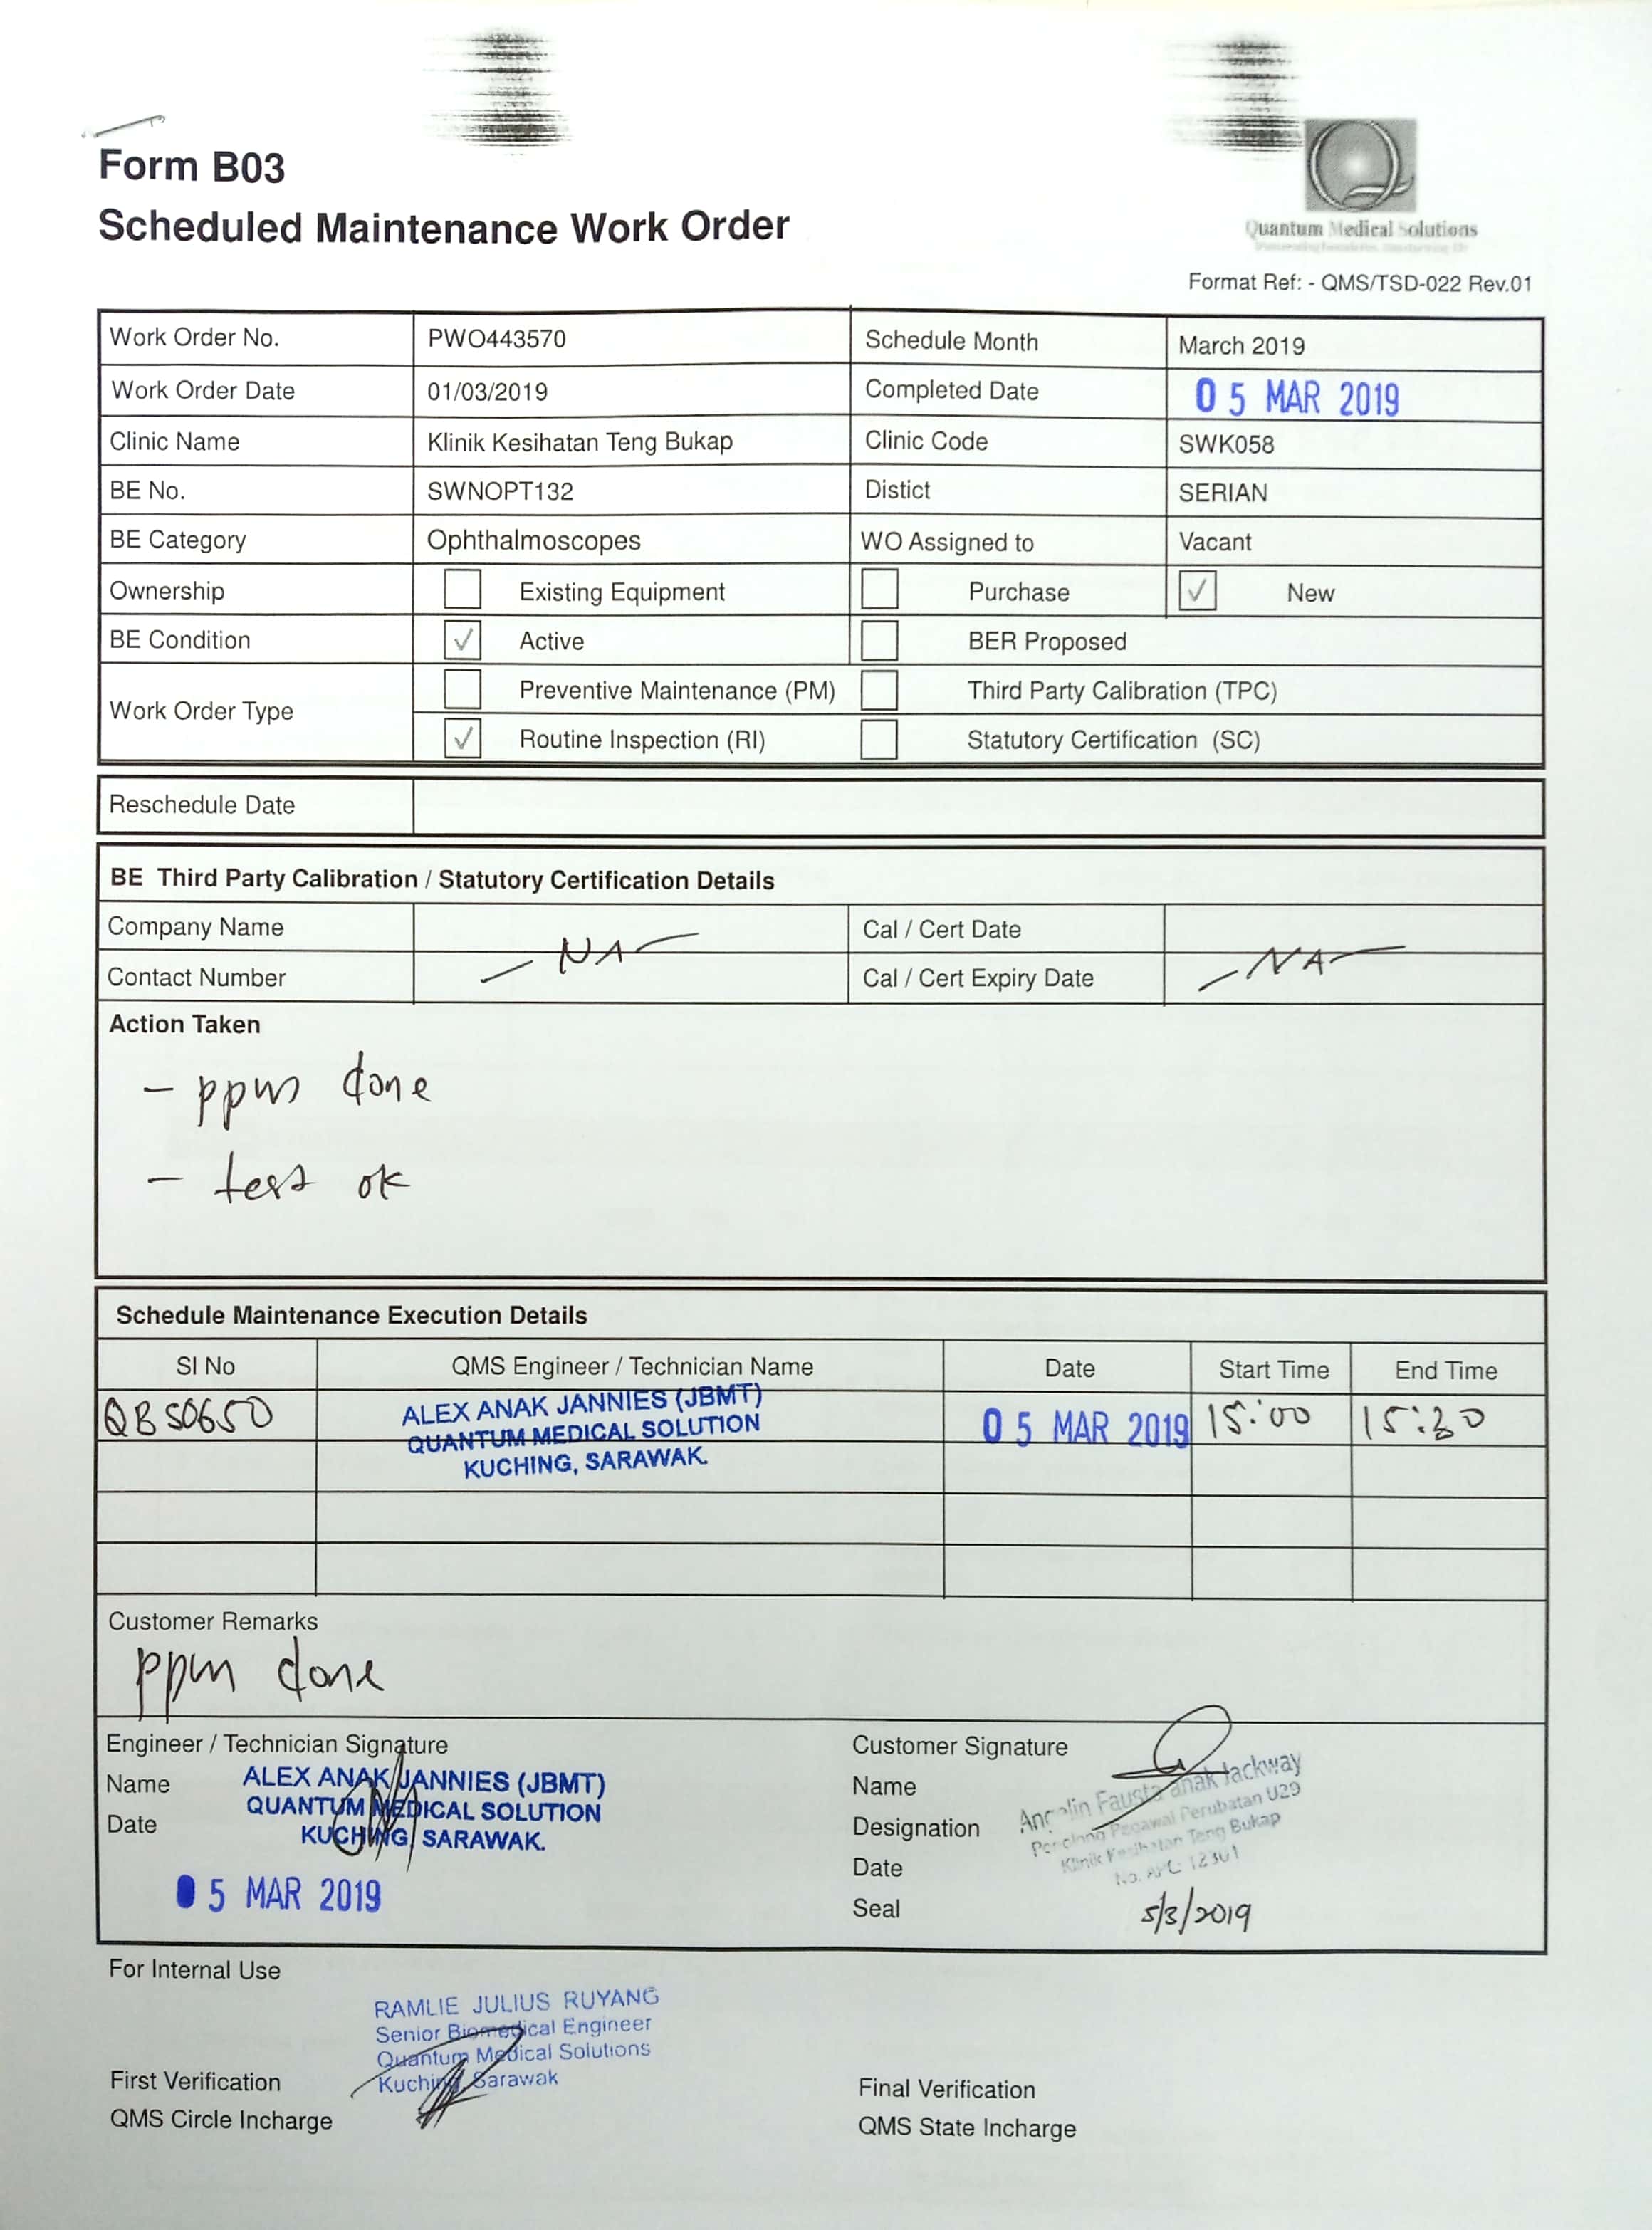 Form B03
Scheduled Maintenance Work Order
Quantum Medical Solutions
Format Ref: - QMS/TSD-022 Rev.01
Work Order No. PWO443570 Schedule Month March 2019
Work Order Date 01/03/2019 Completed Date 05 MAR 2019
Clinic Name Klinik Kesihatan Teng Bukap Clinic Code SWK058
BE No. SWNOPT132 Distict SERIAN
BE Category Ophthalmoscopes WO Assigned to Vacant
Ownership Existing Equipment Purchase ✓ New
BE Condition ✓ Active BER Proposed
Work Order Type
Preventive Maintenance (PM) Third Party Calibration (TPC)
✓ Routine Inspection (RI) Statutory Certification (SC)
Reschedule Date
BE Third Party Calibration / Statutory Certification Details
Company Name Cal / Cert Date
— NA — — NA —
Contact Number Cal / Cert Expiry Date
Action Taken
- ppm done
- test ok
Schedule Maintenance Execution Details
SI No QMS Engineer / Technician Name Date Start Time End Time
QBS0650 ALEX ANAK JANNIES (JBMT) 05 MAR 2019 15:00 15:30
QUANTUM MEDICAL SOLUTION
KUCHING, SARAWAK.
Customer Remarks
ppm done
Engineer / Technician Signature Customer Signature
Name ALEX ANAK JANNIES (JBMT) Name
QUANTUM MEDICAL SOLUTION
Date KUCHING, SARAWAK. Designation
05 MAR 2019
Angelin Fausta anak Jackway
Penolong Pegawai Perubatan U29
Klinik Kesihatan Teng Bukap
Date
No. APC: 12301
Seal 5/3/2019
For Internal Use
RAMLIE JULIUS RUYANG
Senior Biomedical Engineer
Quantum Medical Solutions
Kuching, Sarawak
First Verification Final Verification
QMS Circle Incharge QMS State Incharge